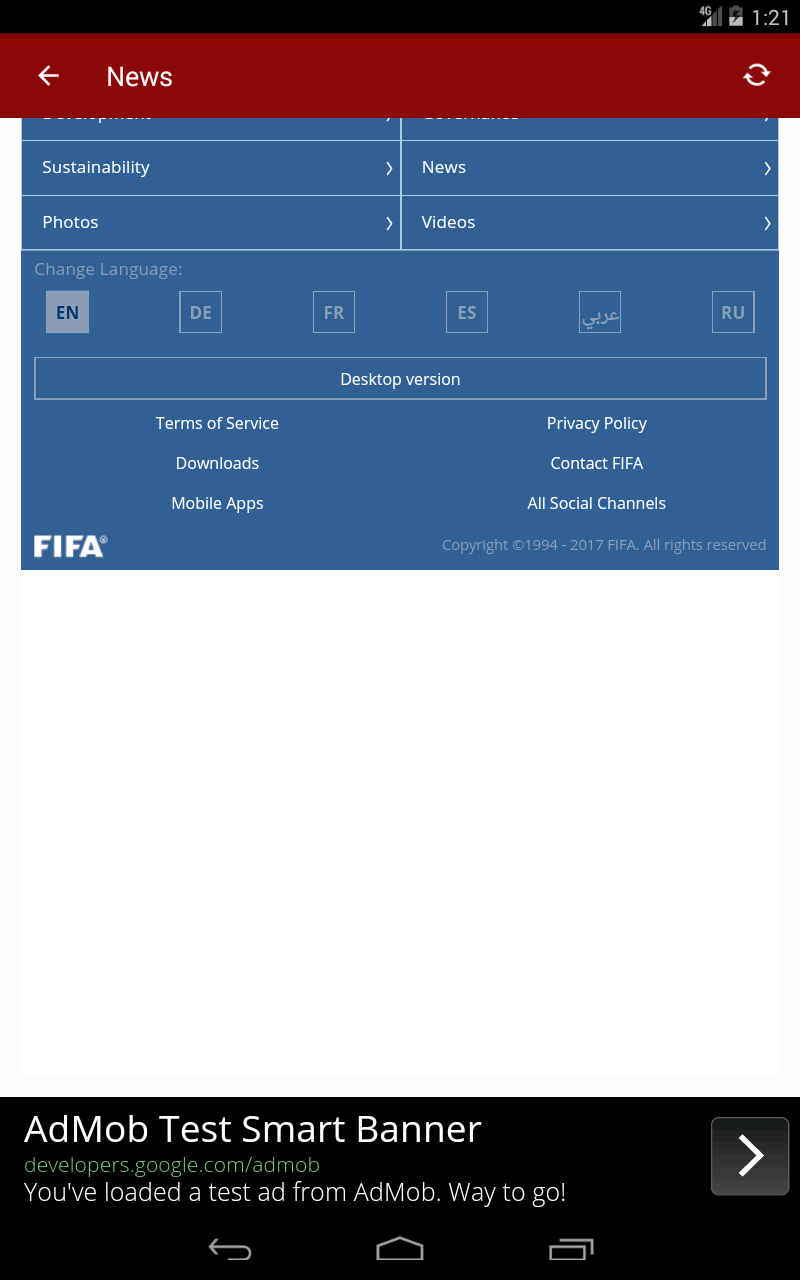 4G 1:21
News
Sustainability News
Photos Videos
Change Language:
EN DE FR ES عربي RU
Desktop version
Terms of Service Privacy Policy
Downloads Contact FIFA
Mobile Apps All Social Channels
FIFA® Copyright ©1994 - 2017 FIFA. All rights reserved
AdMob Test Smart Banner
developers.google.com/admob
You've loaded a test ad from AdMob. Way to go!